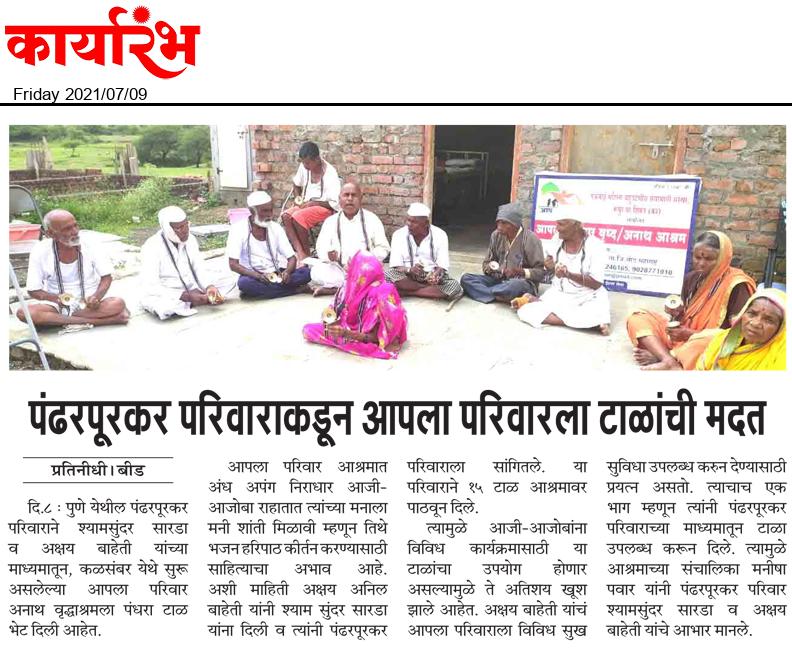 कार्यारंभ
Friday 2021/07/09
आश्रम
246165, 9028771010
पंढरपूरकर परिवाराकडून आपला परिवारला टाळांची मदत
प्रतिनीधी। बीड
दि.८ : पुणे येथील पंढरपूरकर
परिवाराने श्यामसुंदर सारडा
व अक्षय बाहेती यांच्या
माध्यमातून, कळसंबर येथे सुरू
असलेल्या आपला परिवार
अनाथ वृद्धाश्रमला पंधरा टाळ
भेट दिली आहेत.
आपला परिवार आश्रमात
अंध अपंग निराधार आजी-
आजोबा राहातात त्यांच्या मनाला
मनी शांती मिळावी म्हणून तिथे
भजन हरिपाठ कीर्तन करण्यासाठी
साहित्याचा अभाव आहे.
अशी माहिती अक्षय अनिल
बाहेती यांनी श्याम सुंदर सारडा
यांना दिली व त्यांनी पंढरपूरकर
परिवाराला सांगितले. या
परिवाराने १५ टाळ आश्रमावर
पाठवून दिले.
त्यामुळे आजी-आजोबांना
विविध कार्यक्रमासाठी या
टाळांचा उपयोग होणार
असल्यामुळे ते अतिशय खूश
झाले आहेत. अक्षय बाहेती यांचं
आपला परिवाराला विविध सुख
सुविधा उपलब्ध करुन देण्यासाठी
प्रयत्न असतो. त्याचाच एक
भाग म्हणून त्यांनी पंढरपूरकर
परिवाराच्या माध्यमातून टाळा
उपलब्ध करून दिले. त्यामुळे
आश्रमाच्या संचालिका मनीषा
पवार यांनी पंढरपूरकर परिवार
श्यामसुंदर सारडा व अक्षय
बाहेती यांचे आभार मानले.